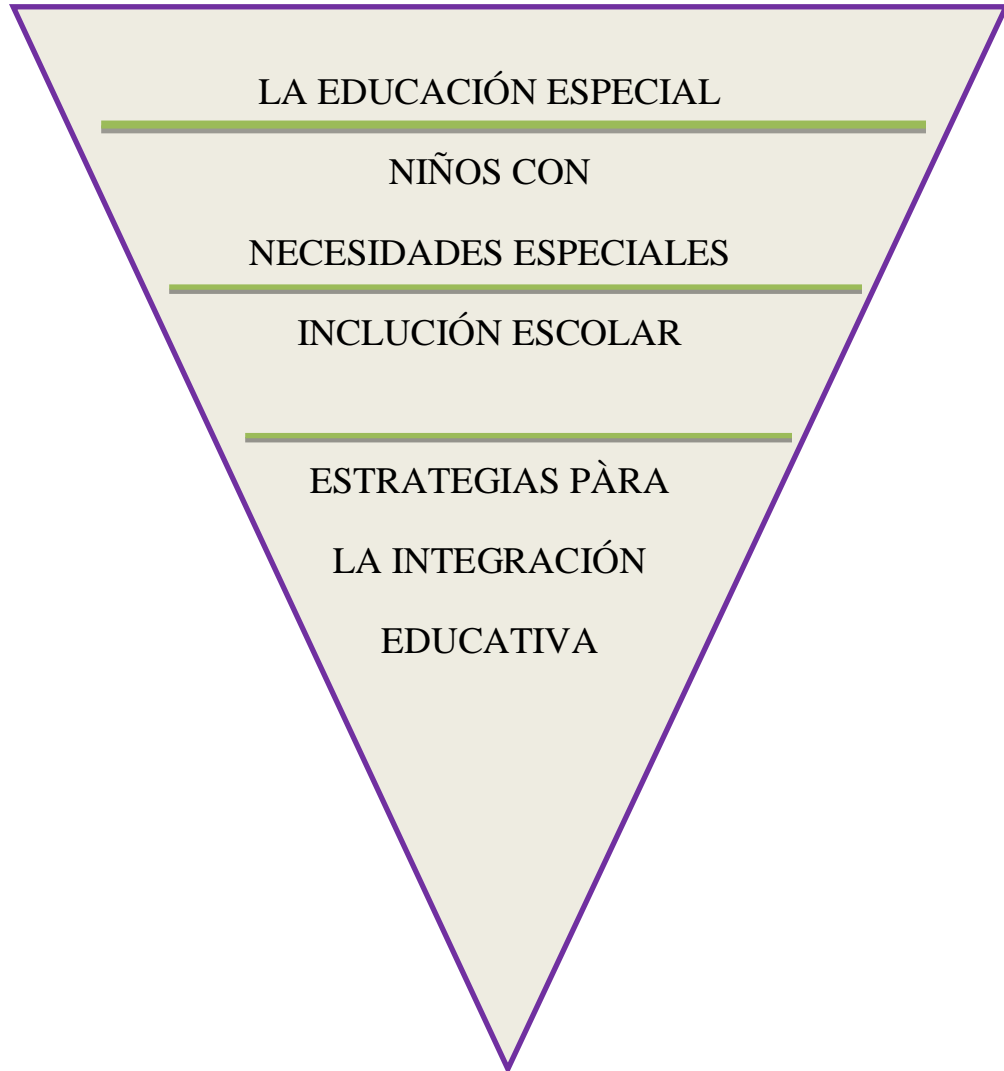 LA EDUCACIÓN ESPECIAL
NIÑOS CON
NECESIDADES ESPECIALES
INCLUCIÓN ESCOLAR
ESTRATEGIAS PÀRA
LA INTEGRACIÓN
EDUCATIVA